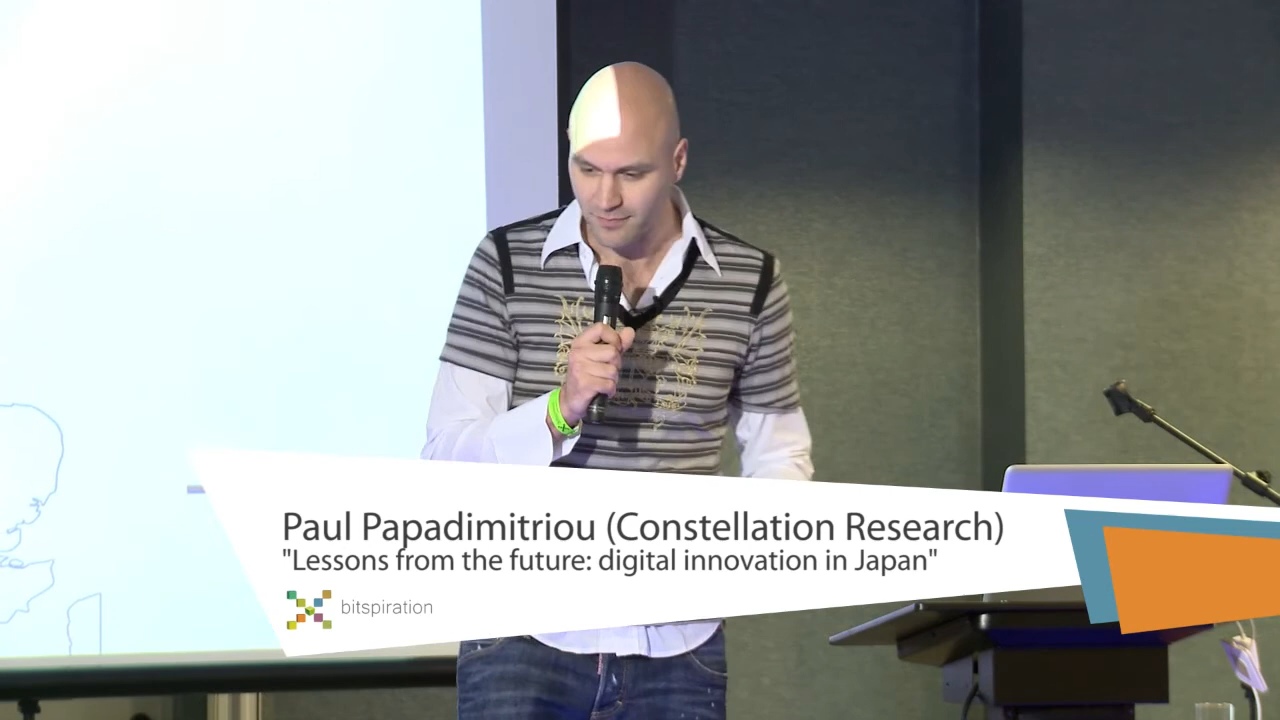 Paul Papadimitriou (Constellation Research)
"Lessons from the future: digital innovation in Japan"
bitspiration